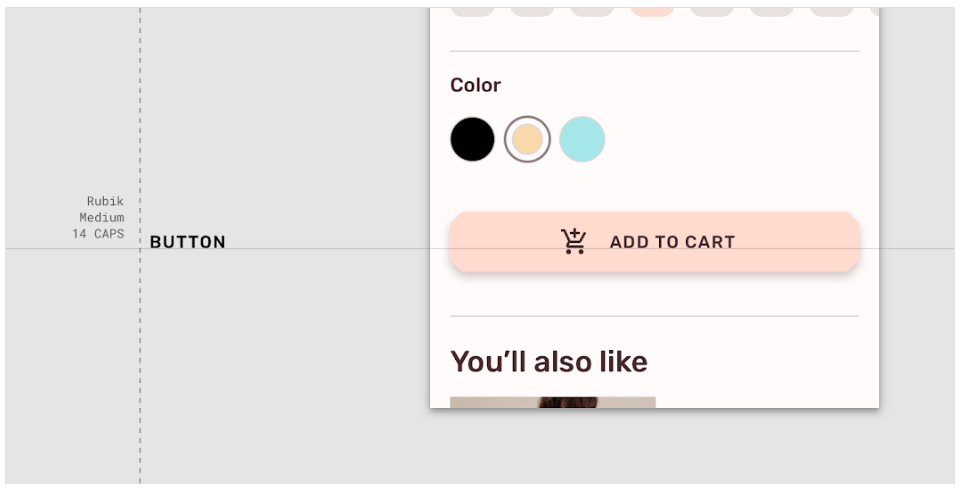 Color
Rubik
Medium
14 CAPS
BUTTON
ADD TO CART
You’ll also like